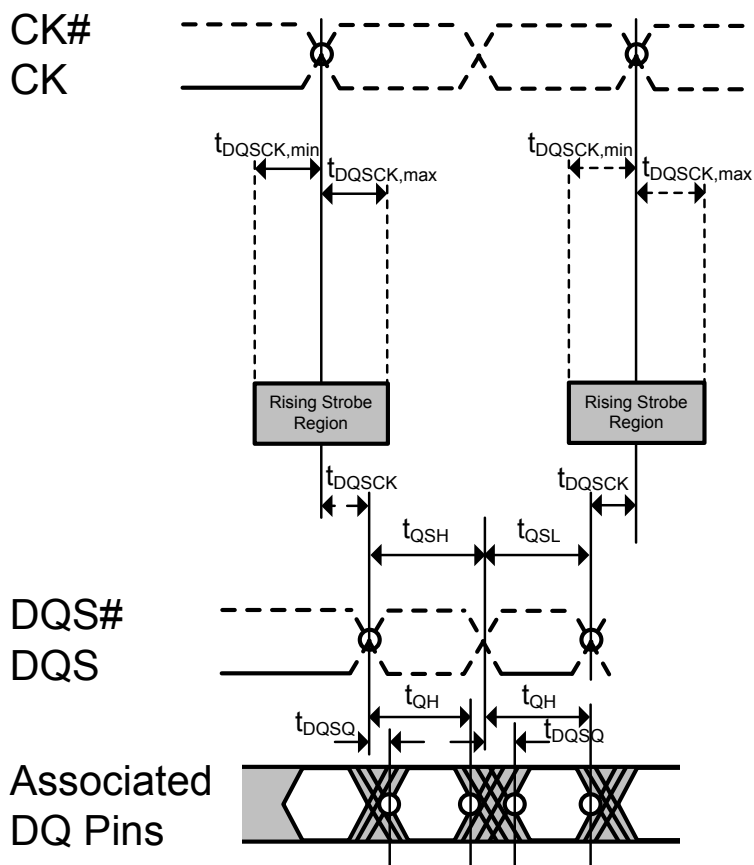 CK#
CK
tDQSCK,min
tDQSCK,max
tDQSCK,min
tDQSCK,max
Rising Strobe
Region
Rising Strobe
Region
tDQSCK
tDQSCK
tQSH
tQSL
DQS#
DQS
tQH
tQH
tDQSQ
tDQSQ
Associated
DQ Pins